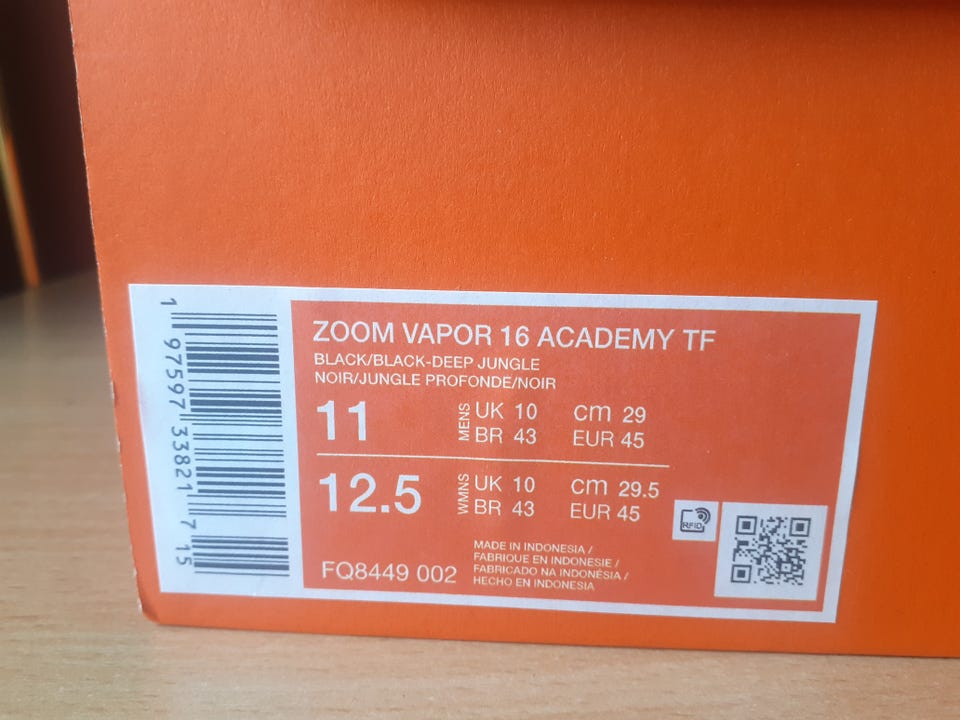 1 97597 33821 7 15
ZOOM VAPOR 16 ACADEMY TF
BLACK/BLACK-DEEP JUNGLE
NOIR/JUNGLE PROFONDE/NOIR
11 MENS UK 10 cm 29
BR 43 EUR 45
12.5 WMNS UK 10 cm 29.5
BR 43 EUR 45
RFID
FQ8449 002
MADE IN INDONESIA /
FABRIQUE EN INDONESIE /
FABRICADO NA INDONÉSIA /
HECHO EN INDONESIA